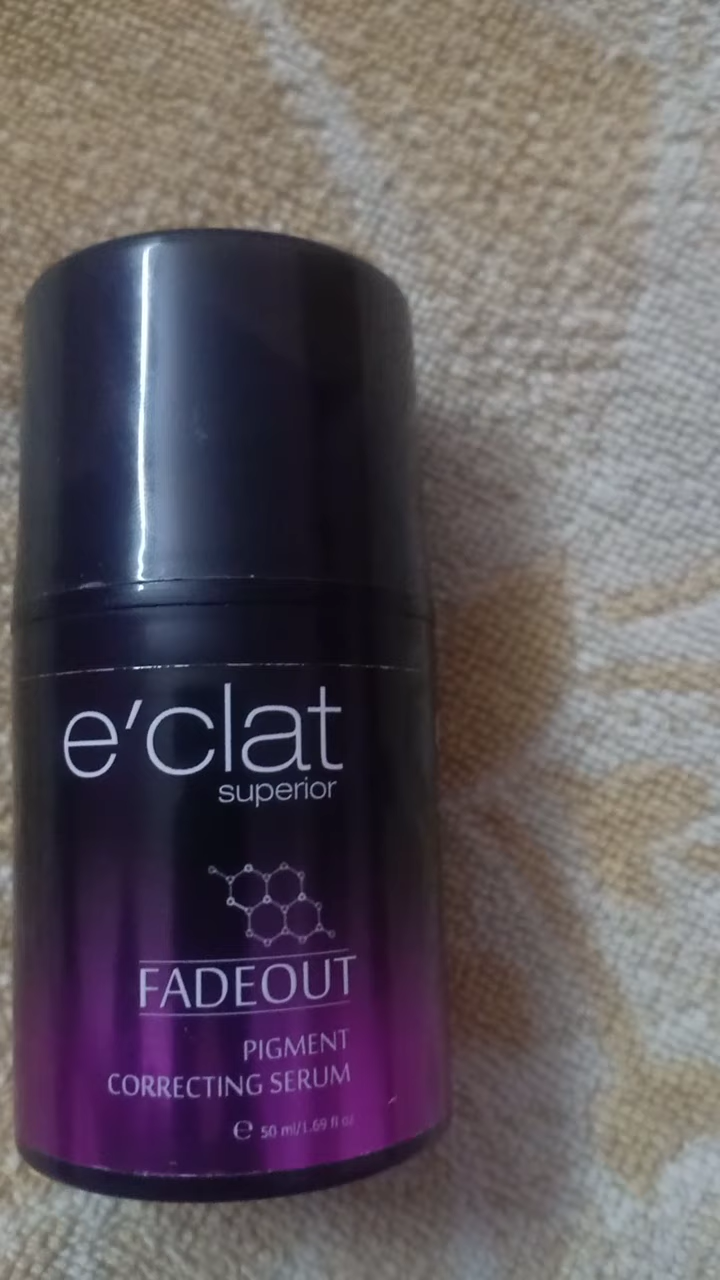 e'clat
superior
FADEOUT
PIGMENT
CORRECTING SERUM
e 50 ml/1.69 fl oz